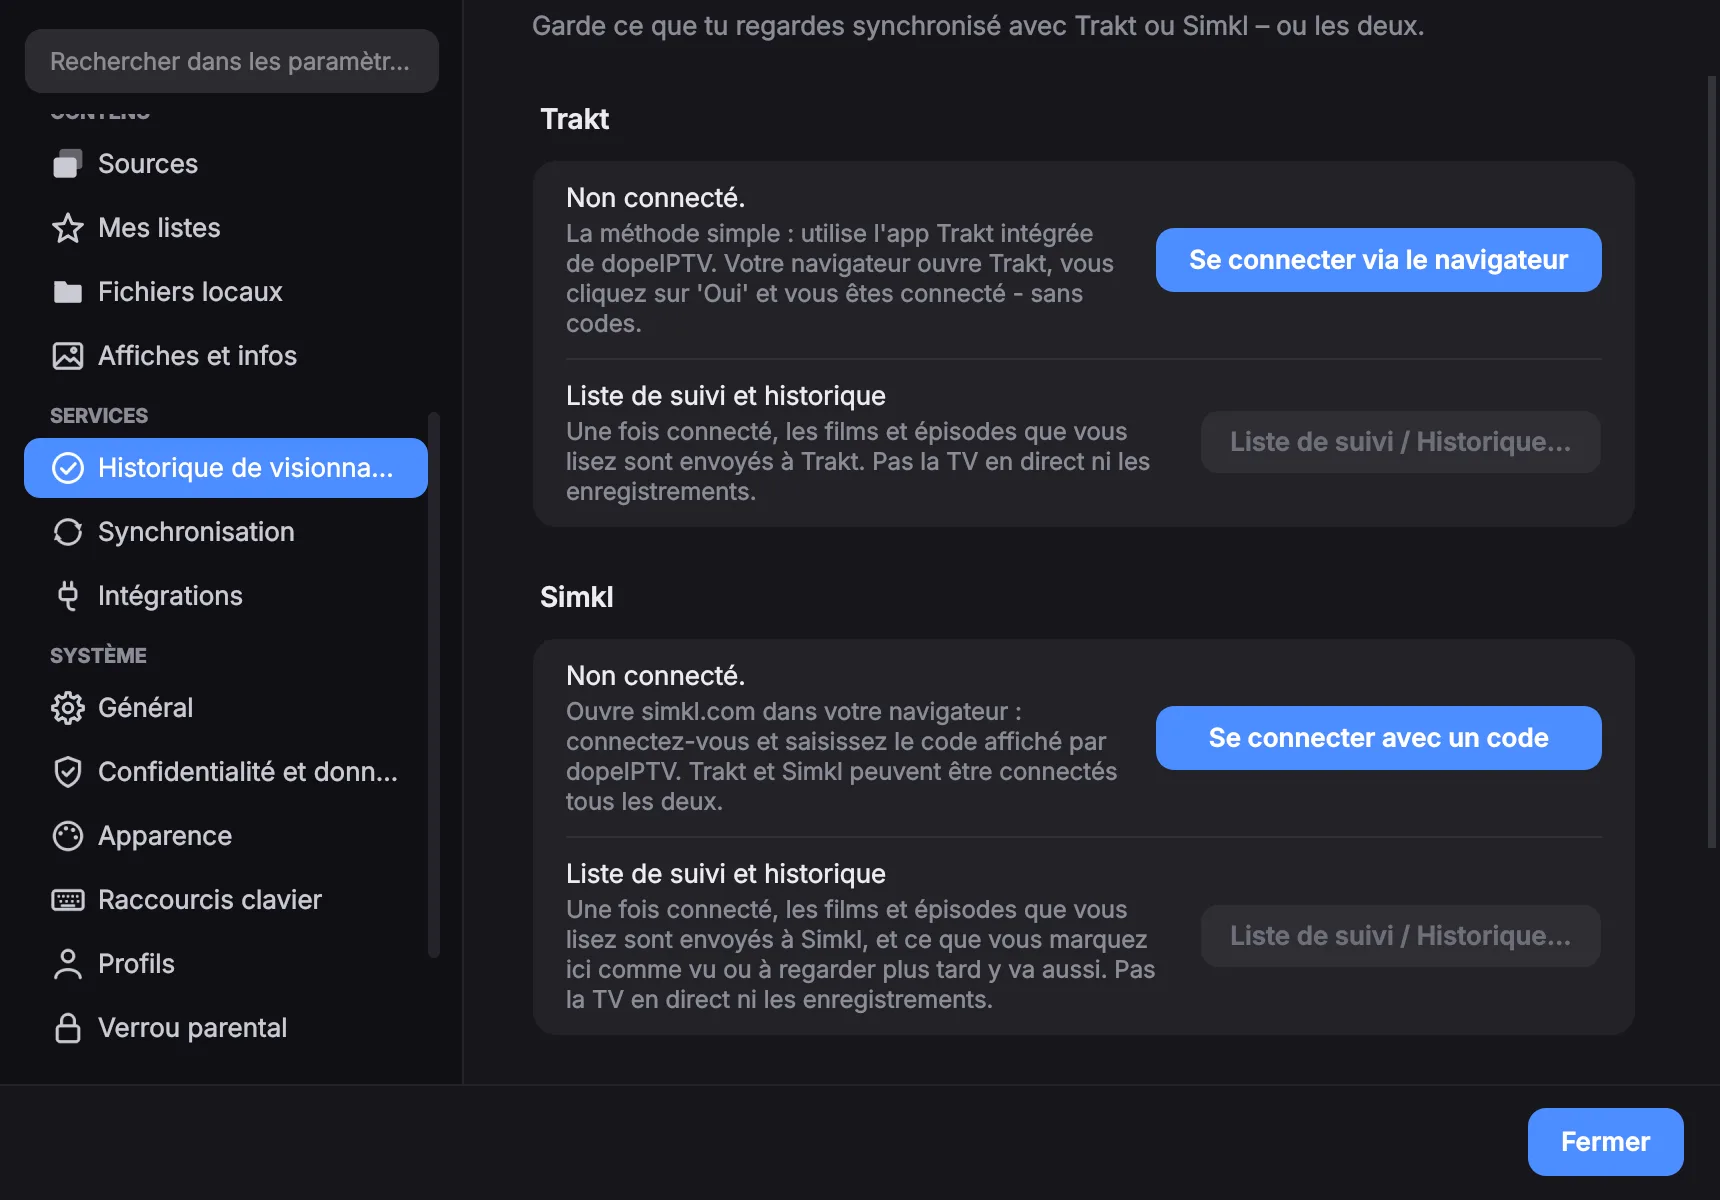 Rechercher dans les paramètr...
CONTENU
Sources
Mes listes
Fichiers locaux
Affiches et infos
SERVICES
Historique de visionna...
Synchronisation
Intégrations
SYSTÈME
Général
Confidentialité et donn...
Apparence
Raccourcis clavier
Profils
Verrou parental
Garde ce que tu regardes synchronisé avec Trakt ou Simkl – ou les deux.
Trakt
Non connecté.
La méthode simple : utilise l'app Trakt intégrée
de dopeIPTV. Votre navigateur ouvre Trakt, vous
cliquez sur 'Oui' et vous êtes connecté - sans
codes.
Se connecter via le navigateur
Liste de suivi et historique
Une fois connecté, les films et épisodes que vous
lisez sont envoyés à Trakt. Pas la TV en direct ni les
enregistrements.
Liste de suivi / Historique...
Simkl
Non connecté.
Ouvre simkl.com dans votre navigateur :
connectez-vous et saisissez le code affiché par
dopeIPTV. Trakt et Simkl peuvent être connectés
tous les deux.
Se connecter avec un code
Liste de suivi et historique
Une fois connecté, les films et épisodes que vous
lisez sont envoyés à Simkl, et ce que vous marquez
ici comme vu ou à regarder plus tard y va aussi. Pas
la TV en direct ni les enregistrements.
Liste de suivi / Historique...
Fermer